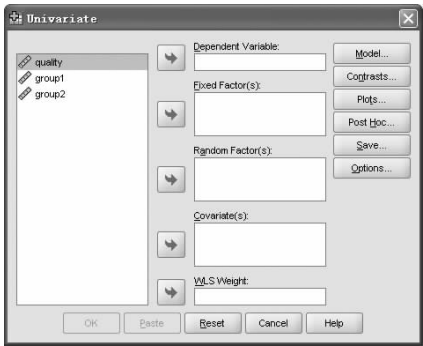 Univariate
quality
group1
group2
Dependent Variable:
Fixed Factor(s):
Random Factor(s):
Covariate(s):
WLS Weight:
Model...
Contrasts...
Plots...
Post Hoc...
Save...
Options...
OK
Paste
Reset
Cancel
Help